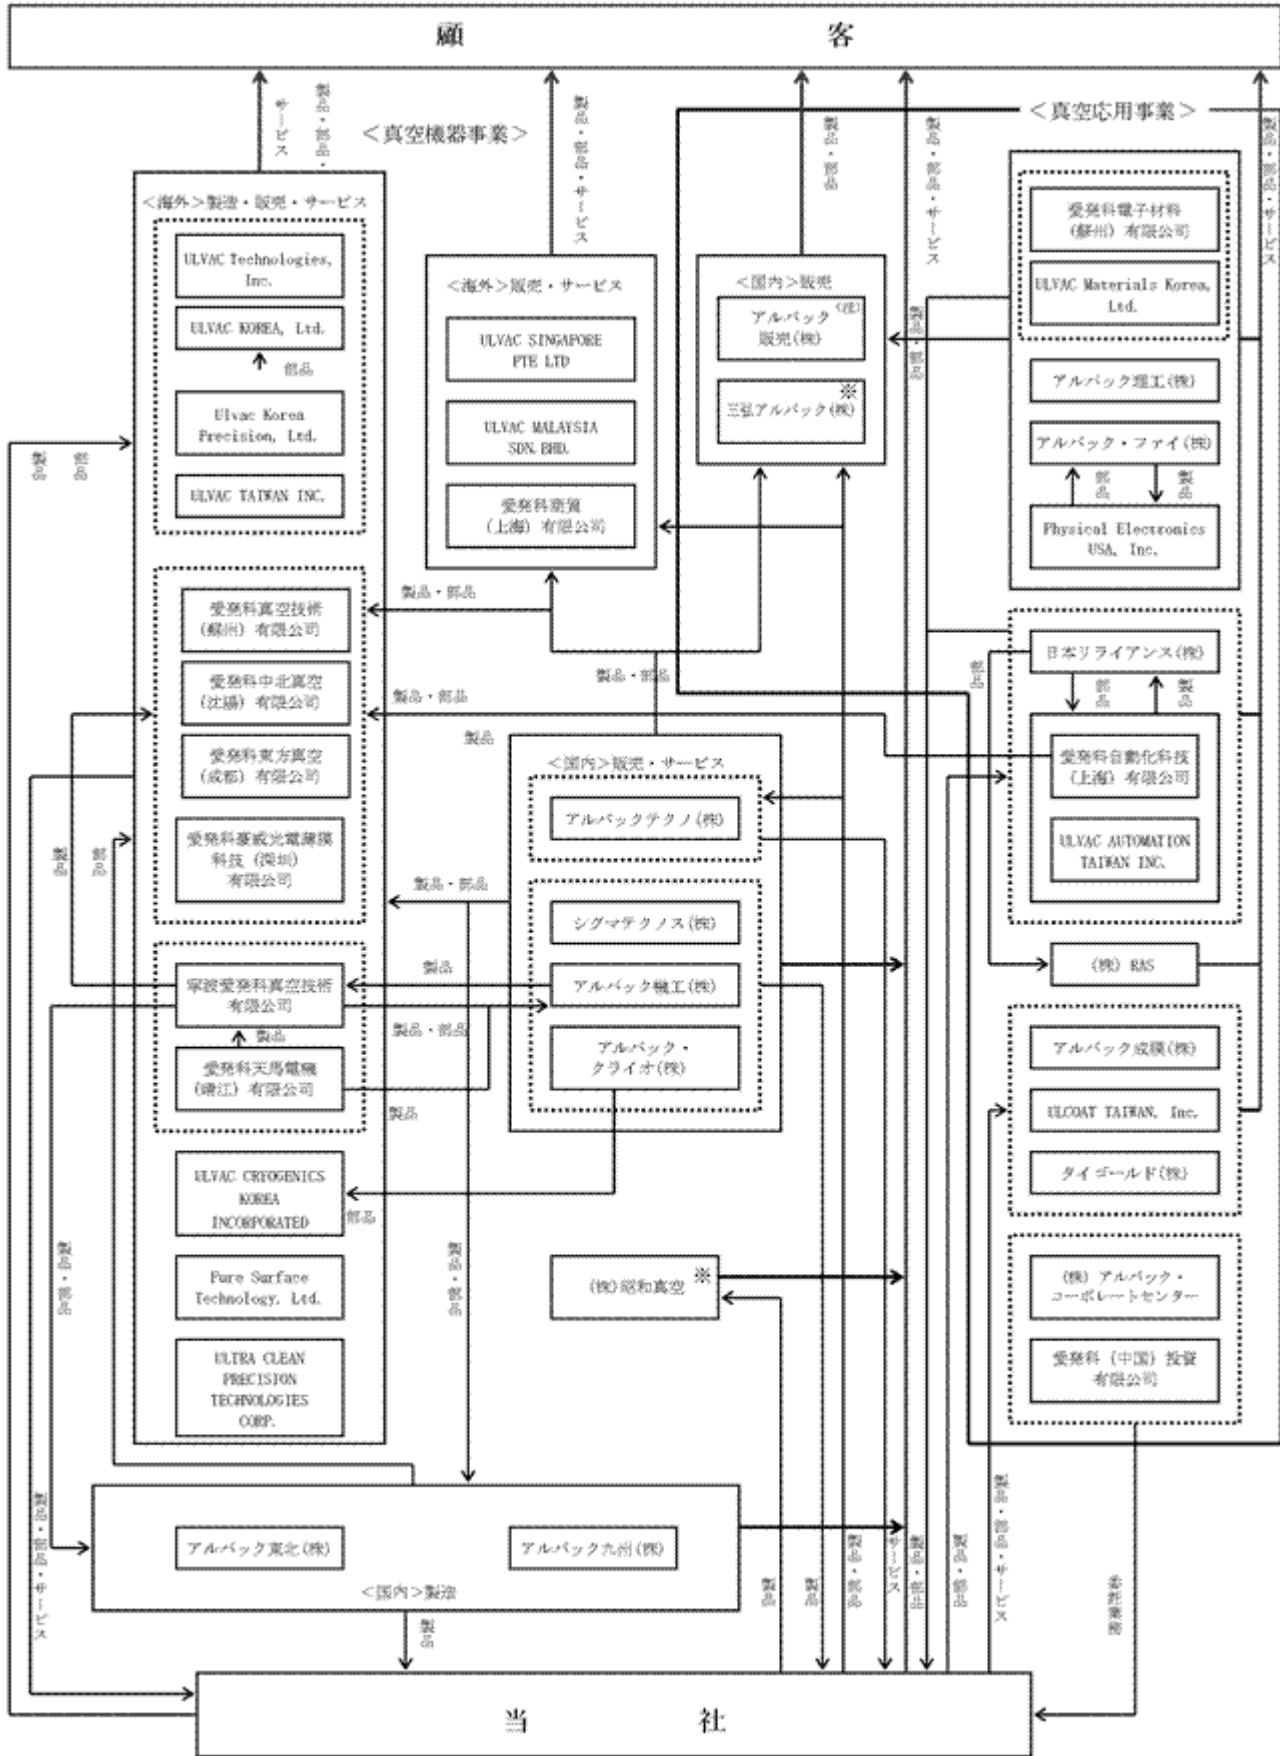 顧客
サービス
製品・部品・
＜真空機器事業＞
製品・部品・サービス
製品・部品
製品・部品・サービス
＜真空応用事業＞
製品・部品・サービス
＜海外＞製造・販売・サービス
ULVAC Technologies,
Inc.
ULVAC KOREA, Ltd.
部品
Ulvac Korea
Precision, Ltd.
ULVAC TAIWAN INC.
製品
部品
愛発科真空技術
(蘇州) 有限公司
愛発科中北真空
(沈陽) 有限公司
愛発科東方真空
(成都) 有限公司
愛発科豪威光電薄膜
科技 (深圳)
有限公司
製品
部品
寧波愛発科真空技術
有限公司
製品
愛発科天馬電機
(靖江) 有限公司
ULVAC CRYOGENICS
KOREA
INCORPORATED
Pure Surface
Technology, Ltd.
ULTRA CLEAN
PRECISION
TECHNOLOGIES
CORP.
製品・部品
＜海外＞販売・サービス
ULVAC SINGAPORE
PTE LTD
ULVAC MALAYSIA
SDN.BHD.
愛発科商貿
(上海) 有限公司
＜国内＞販売
アルバック
販売(株)
(注)
※
三弘アルバック(株)
製品・部品
製品・部品
製品・部品
製品・部品
製品
＜国内＞販売・サービス
アルバックテクノ(株)
製品・部品
シグマテクノス(株)
製品
アルバック機工(株)
製品・部品
アルバック・
クライオ(株)
製品
部品
製品・部品
(株)昭和真空
※
愛発科電子材料
(蘇州) 有限公司
ULVAC Materials Korea,
Ltd.
アルバック理工(株)
アルバック・ファイ(株)
部品
製品
Physical Electronics
USA, Inc.
日本リライアンス(株)
部品
部品
製品
愛発科自動化科技
(上海) 有限公司
ULVAC AUTOMATION
TAIWAN INC.
(株) RAS
アルバック成膜(株)
ULCOAT TAIWAN, Inc.
タイゴールド(株)
(株) アルバック・
コーポレートセンター
愛発科 (中国) 投資
有限公司
アルバック東北(株)
アルバック九州(株)
＜国内＞製造
製品・部品・サービス
製品
製品
製品
製品・部品
サービス
製品・部品
製品・部品
製品・部品・サービス
委託業務
当社